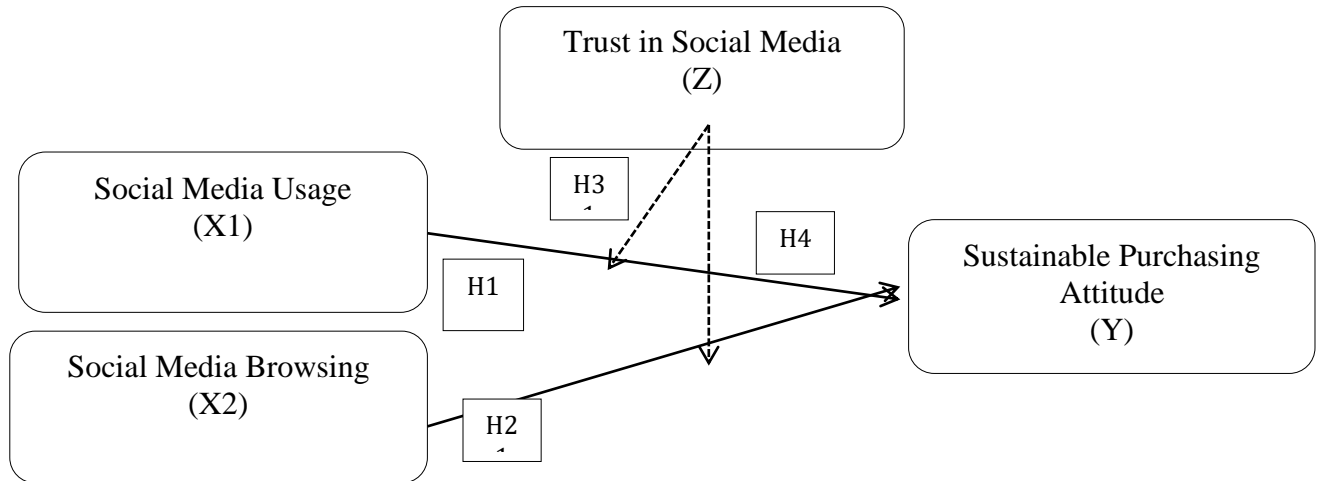 Trust in Social Media
(Z)
Social Media Usage
(X1)
H3
H4
Sustainable Purchasing
Attitude
(Y)
H1
Social Media Browsing
(X2)
H2